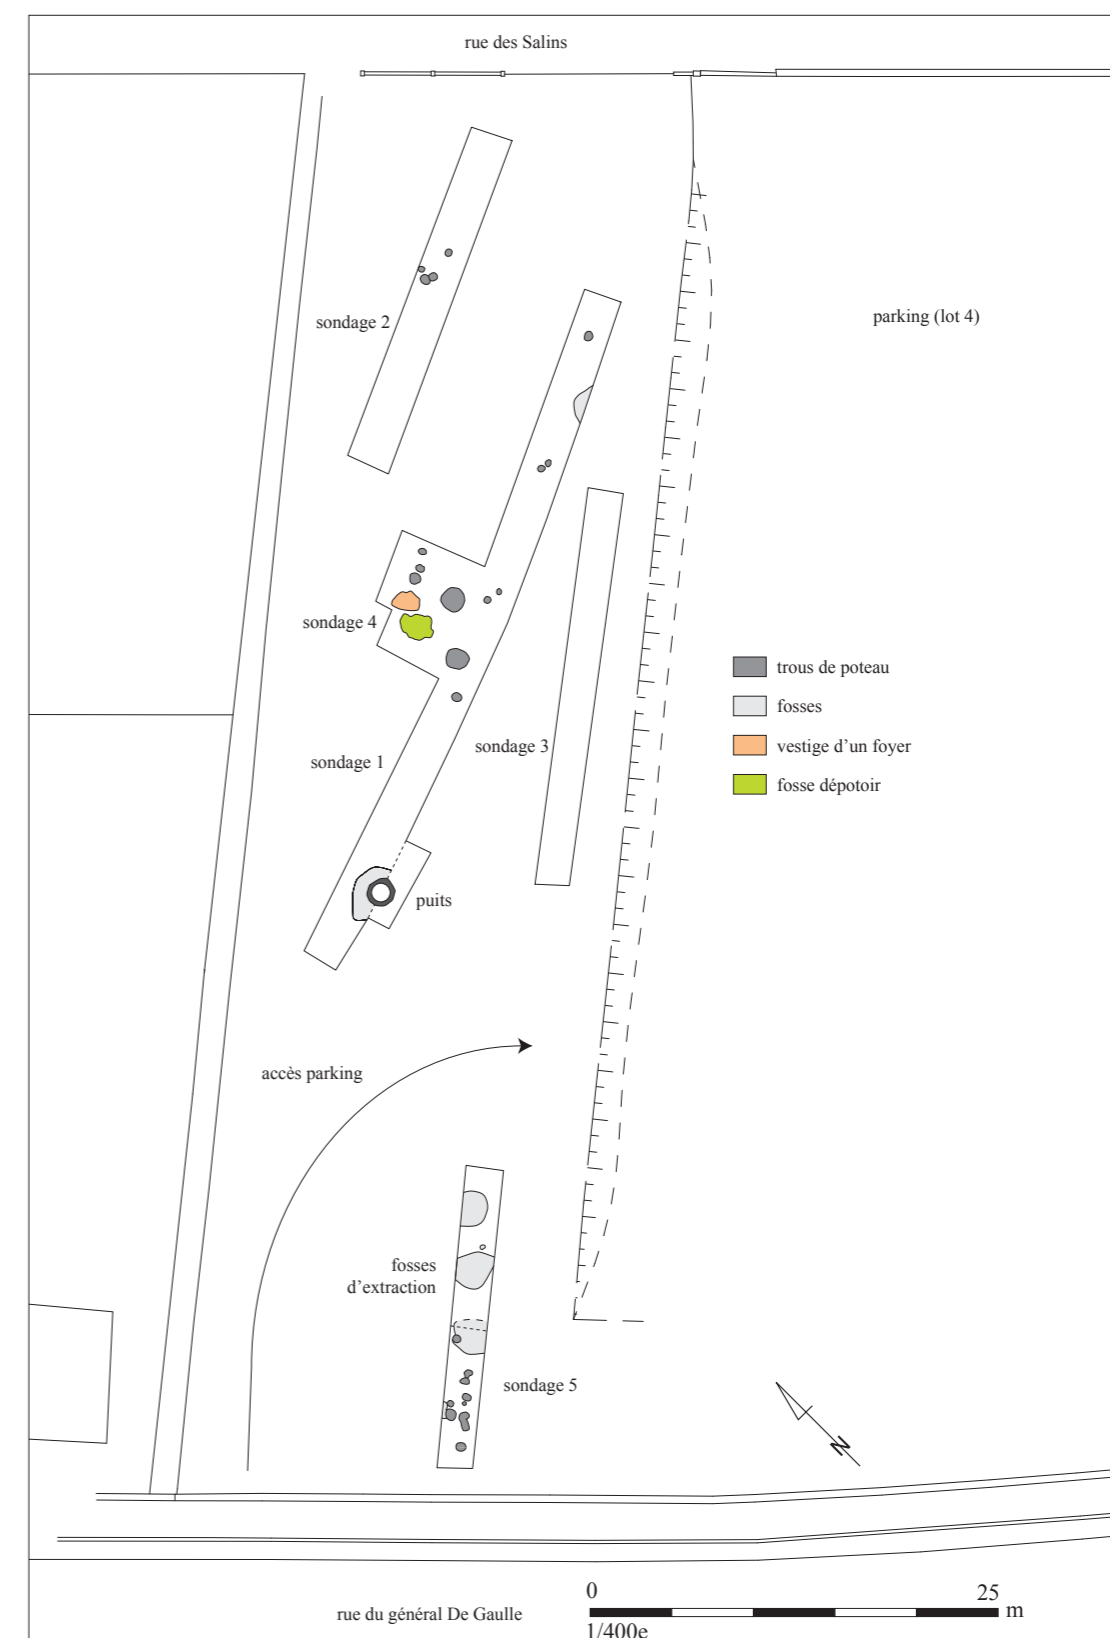 rue des Salins
parking (lot 4)
sondage 2
sondage 4
trous de poteau
fosses
vestige d'un foyer
fosse dépotoir
sondage 3
sondage 1
puits
accès parking
fosses
d'extraction
sondage 5
N
0 25
m
1/400e
rue du général De Gaulle